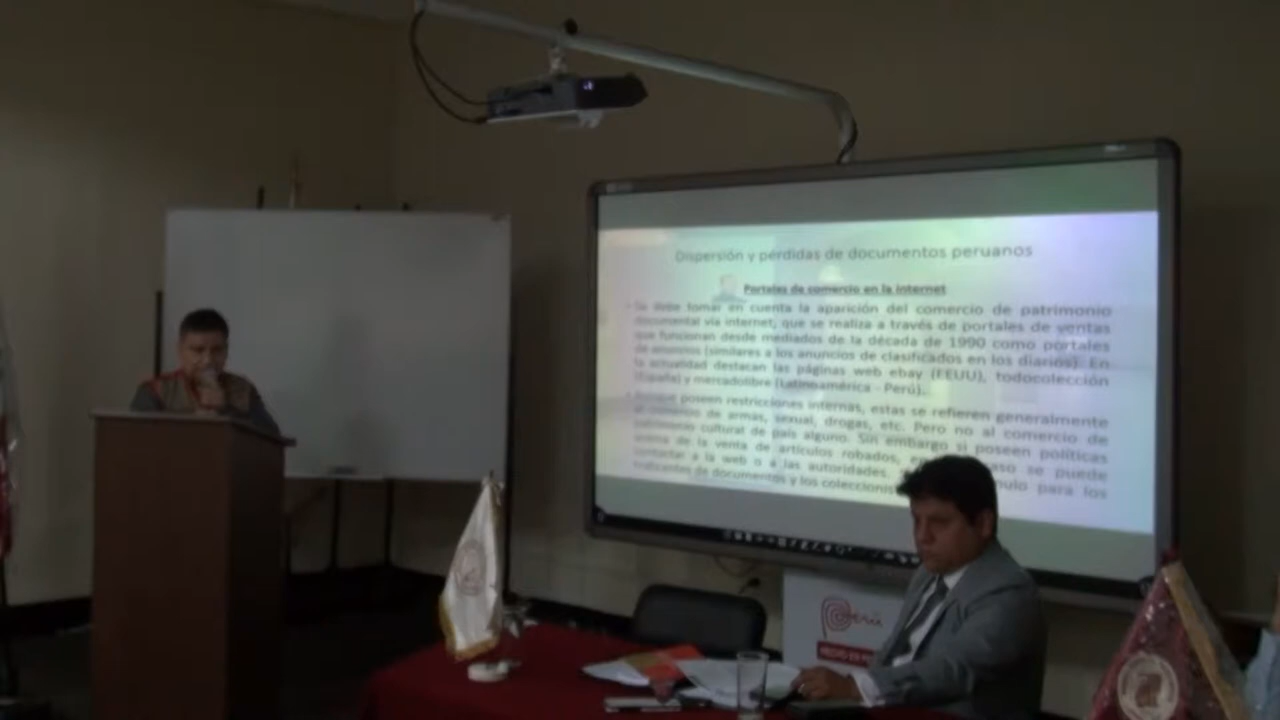 Dispersión y pérdidas de documentos peruanos
Portales de comercio en la internet
• Se debe tomar en cuenta la aparición del comercio de patrimonio
documental vía internet, que se realiza a través de portales de ventas
que funcionan desde mediados de la década de 1990 como portales
de anuncios (similares a los anuncios de clasificados en los diarios). En
la actualidad destacan las páginas web ebay (EEUU), todocolección
(España) y mercadolibre (Latinoamérica - Perú).
• Aunque poseen restricciones internas, estas se refieren generalmente
al comercio de armas, sexual, drogas, etc. Pero no al comercio de
patrimonio cultural de país alguno. Sin embargo si poseen políticas
acerca de la venta de artículos robados, se puede
contactar a la web o a las autoridades. para los
traficantes de documentos y los
Perú